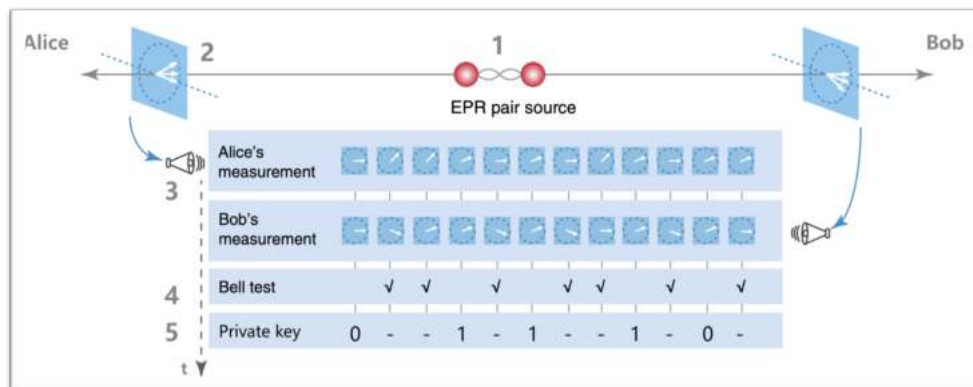 Alice
2
1
Bob
EPR pair source
3
Alice's
measurement
Bob's
measurement
4
Bell test √ √ √ √ √ √ √
5
Private key 0 - - 1 - 1 - - 1 - 0 -
t